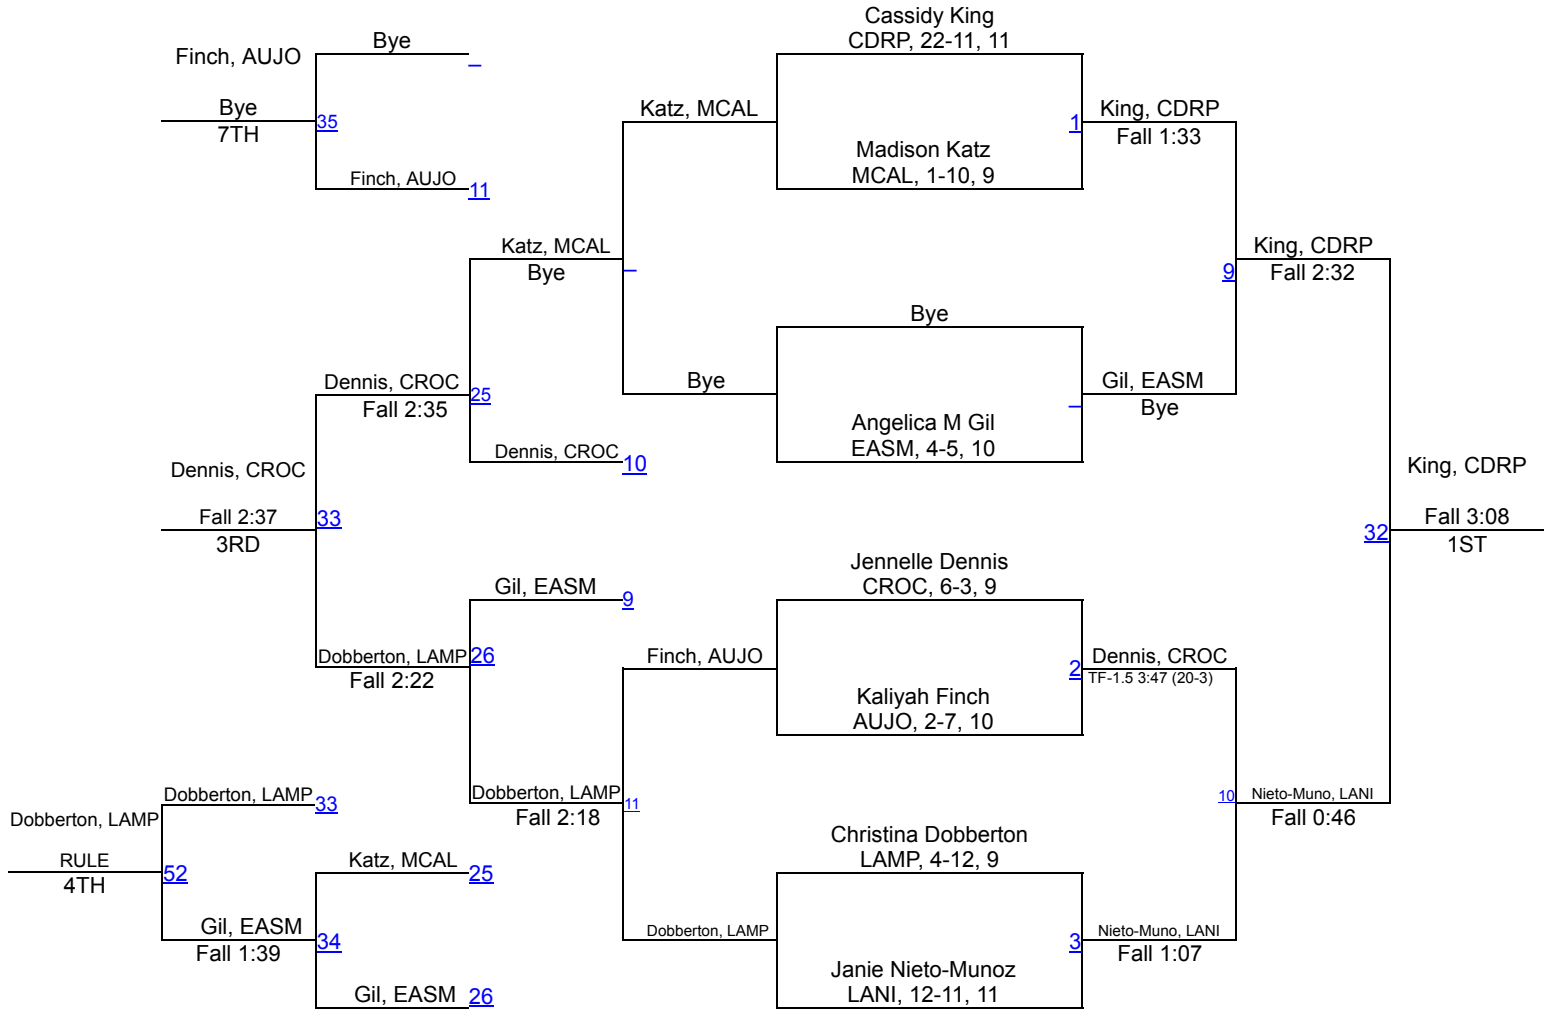 Cassidy King
CDRP, 22-11, 11
Bye
Finch, AUJO
_
Bye
35
7TH
Finch, AUJO
11
Katz, MCAL
1
King, CDRP
Fall 1:33
Madison Katz
MCAL, 1-10, 9
Katz, MCAL
Bye
_
King, CDRP
9
Fall 2:32
Bye
Dennis, CROC
25
Fall 2:35
Bye
Gil, EASM
_
Bye
Angelica M Gil
EASM, 4-5, 10
Dennis, CROC
10
Dennis, CROC
King, CDRP
Fall 2:37
33
3RD
Fall 3:08
32
1ST
Jennelle Dennis
CROC, 6-3, 9
Gil, EASM
9
Dobberton, LAMP
26
Fall 2:22
Finch, AUJO
2
Dennis, CROC
TF-1.5 3:47 (20-3)
Kaliyah Finch
AUJO, 2-7, 10
Dobberton, LAMP
33
Dobberton, LAMP
11
Fall 2:18
10
Nieto-Muno, LANI
Fall 0:46
Dobberton, LAMP
RULE
52
4TH
Christina Dobberton
LAMP, 4-12, 9
Katz, MCAL
25
Gil, EASM
34
Fall 1:39
Dobberton, LAMP
3
Nieto-Muno, LANI
Fall 1:07
Janie Nieto-Munoz
LANI, 12-11, 11
Gil, EASM
26